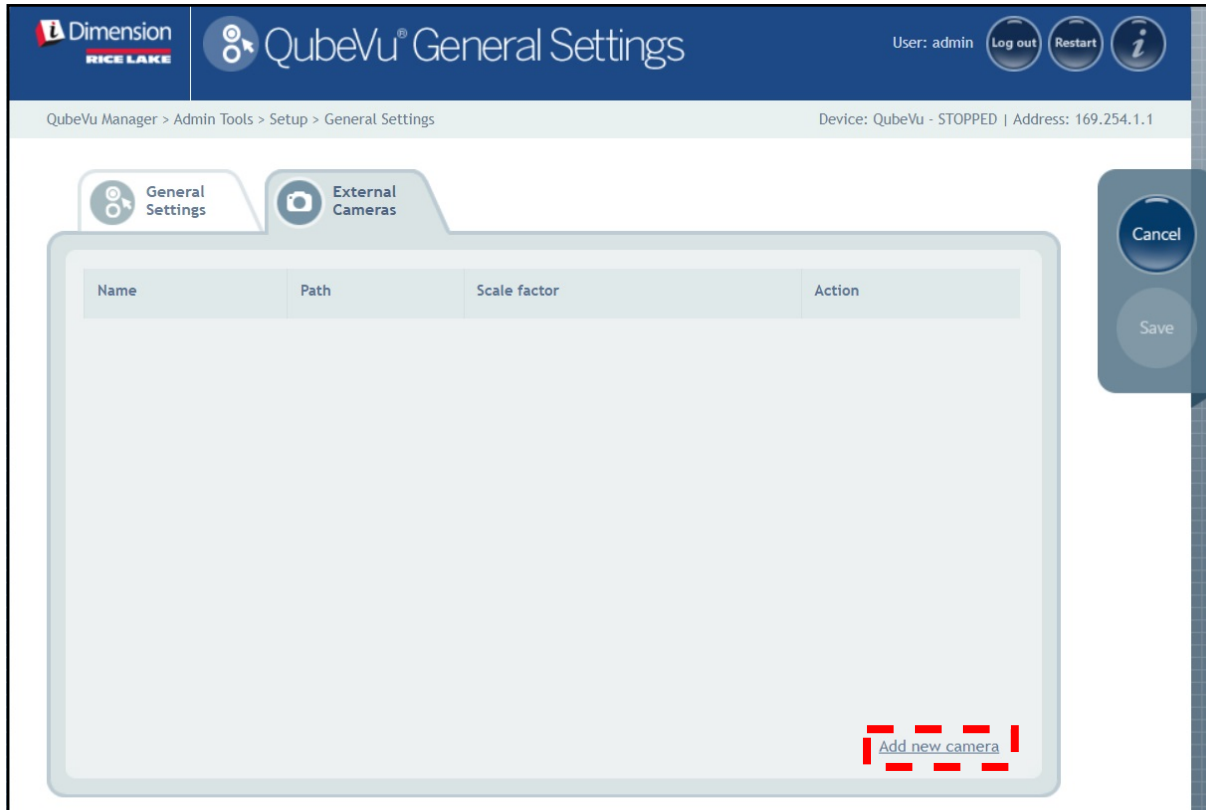 iDimension
RICE LAKE
QubeVu® General Settings
User: admin
Log out
Restart
i
QubeVu Manager > Admin Tools > Setup > General Settings
Device: QubeVu - STOPPED | Address: 169.254.1.1
General
Settings
External
Cameras
Cancel
Save
Name Path Scale factor Action
Add new camera